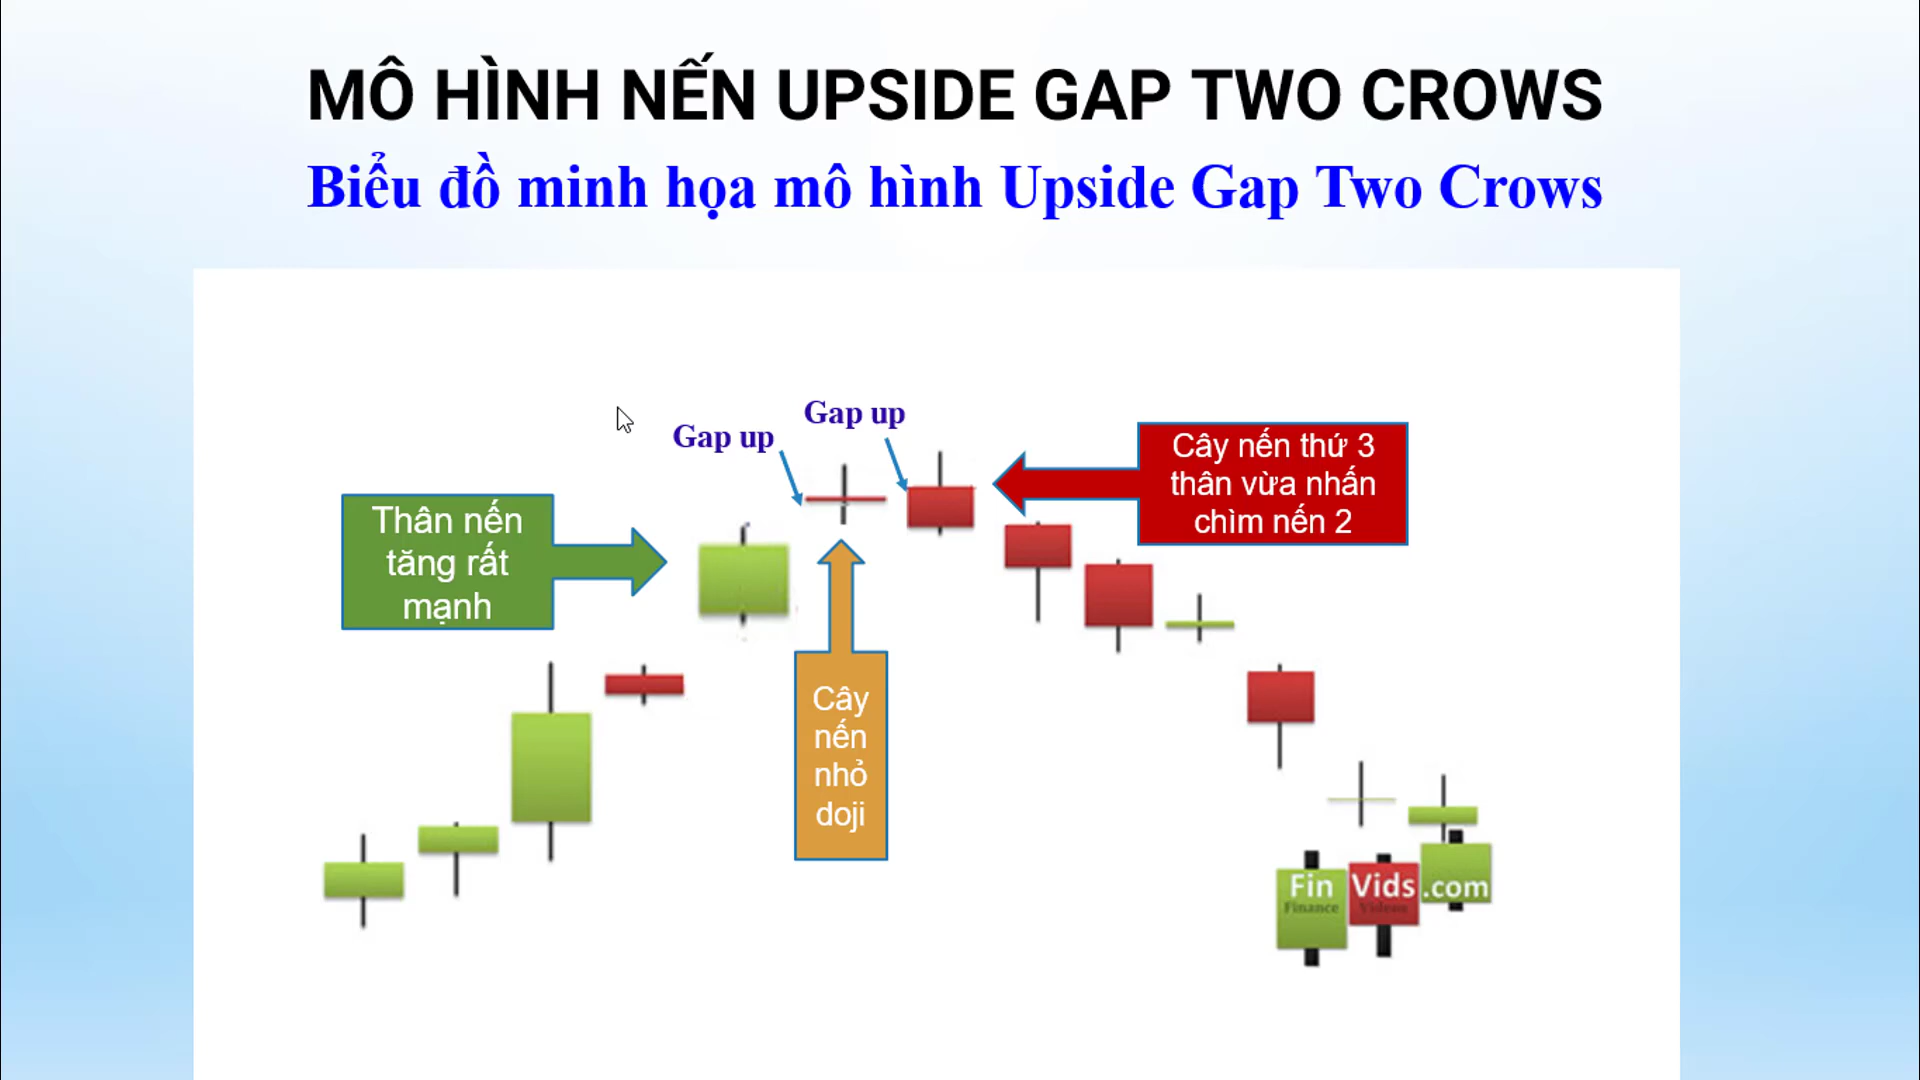 MÔ HÌNH NẾN UPSIDE GAP TWO CROWS
Biểu đồ minh họa mô hình Upside Gap Two Crows
Gap up
Gap up
Cây nến thứ 3
thân vừa nhấn
chìm nến 2
Thân nến
tăng rất
mạnh
Cây
nến
nhỏ
doji
Fin Vids .com
Finance Videos